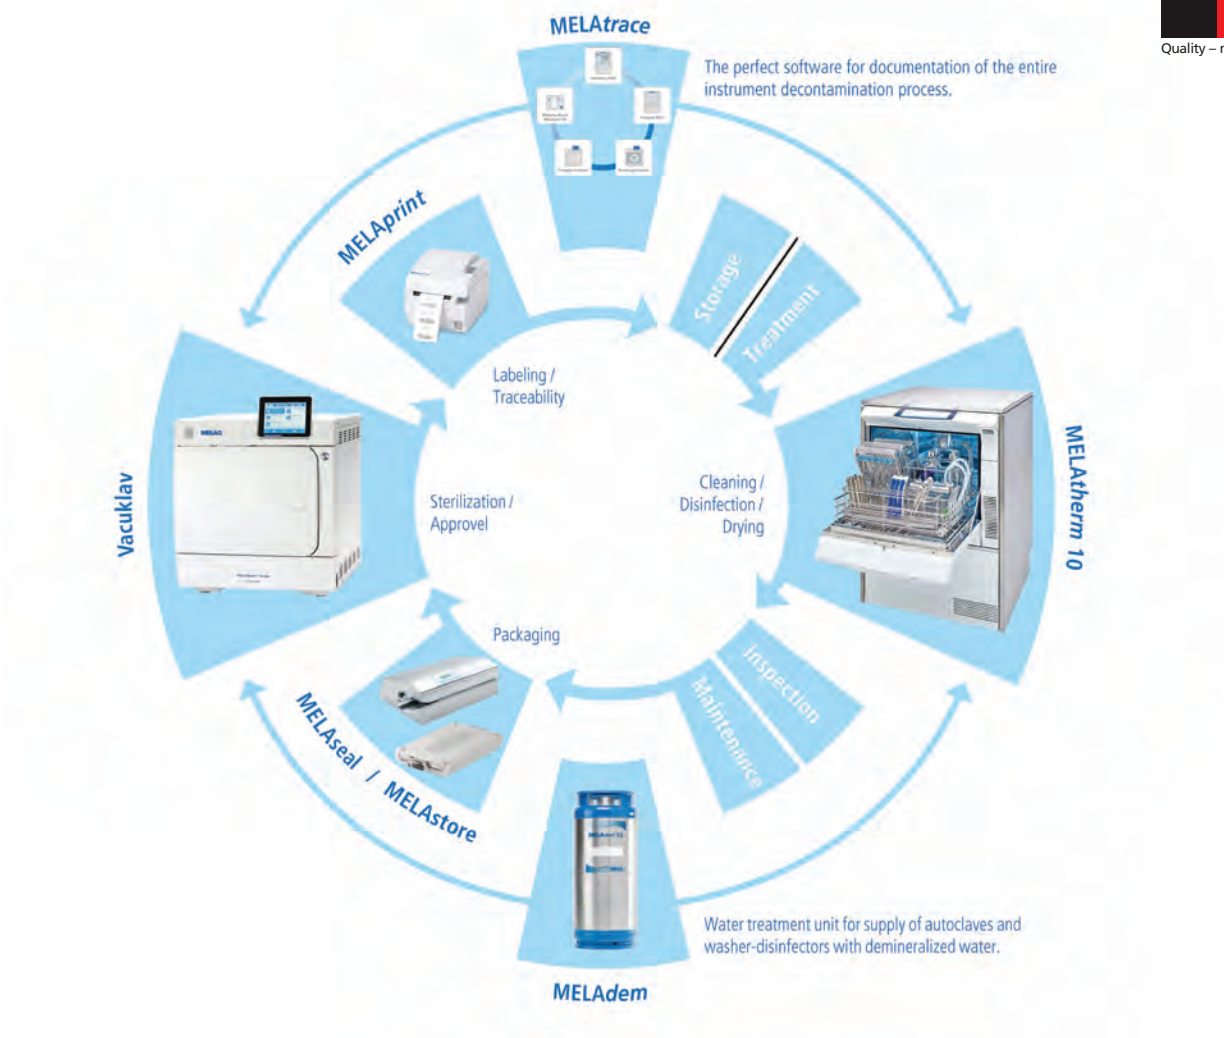 MELAtrace
Quality –
The perfect software for documentation of the entire
instrument decontamination process.
MELAprint
Storage
Treatment
Labeling /
Traceability
MELAG
Vacuklav
Sterilization /
Approvel
Cleaning /
Disinfection /
Drying
MELAtherm 10
Packaging
Inspection
Maintenance
MELAseal / MELAstore
Water treatment unit for supply of autoclaves and
washer-disinfectors with demineralized water.
MELAdem